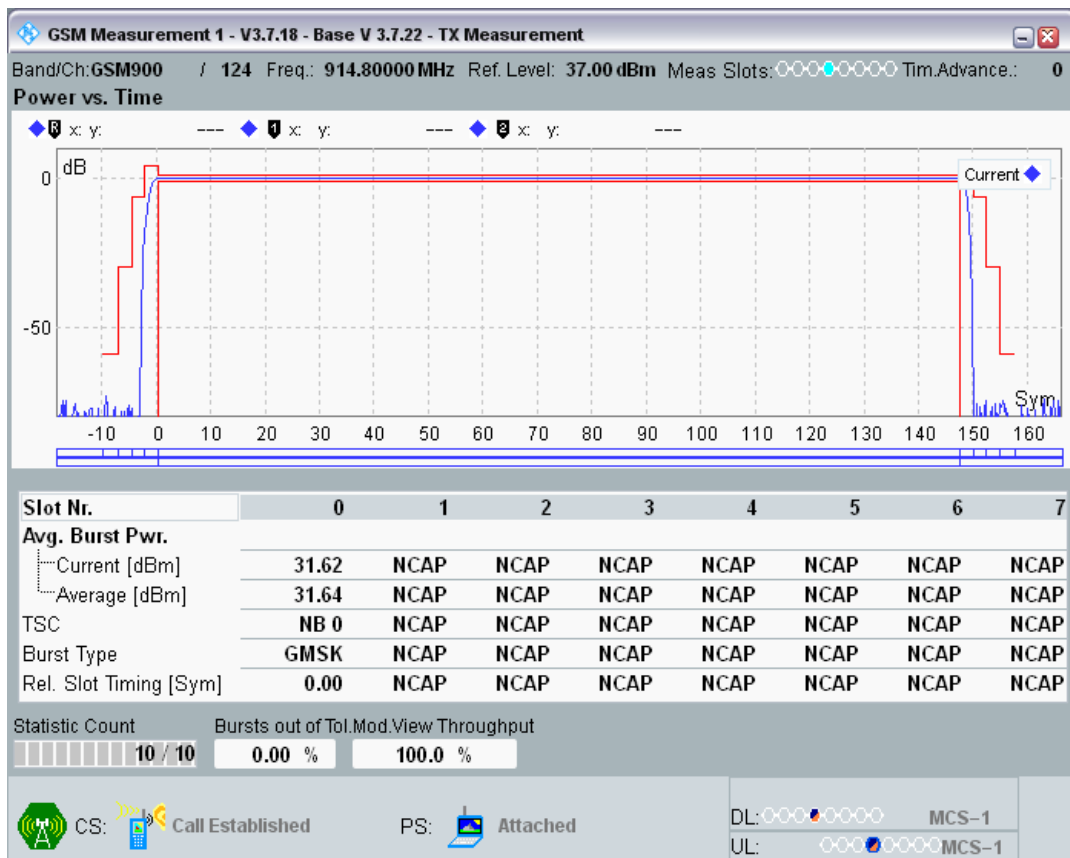 GSM Measurement 1 - V3.7.18 - Base V 3.7.22 - TX Measurement
Band/Ch:GSM900 / 124 Freq.: 914.80000 MHz Ref. Level: 37.00 dBm Meas Slots: Tim.Advance.: 0
Power vs. Time
R x: y: --- 1 x: y: --- 2 x: y: ---
dB
0
Current
-50
Sym
-10 0 10 20 30 40 50 60 70 80 90 100 110 120 130 140 150 160
Slot Nr. 0 1 2 3 4 5 6 7
Avg. Burst Pwr.
Current [dBm] 31.62 NCAP NCAP NCAP NCAP NCAP NCAP NCAP
Average [dBm] 31.64 NCAP NCAP NCAP NCAP NCAP NCAP NCAP
TSC NB 0 NCAP NCAP NCAP NCAP NCAP NCAP NCAP
Burst Type GMSK NCAP NCAP NCAP NCAP NCAP NCAP NCAP
Rel. Slot Timing [Sym] 0.00 NCAP NCAP NCAP NCAP NCAP NCAP NCAP
Statistic Count Bursts out of Tol.Mod.View Throughput
10 / 10 0.00 % 100.0 %
CS: Call Established PS: Attached
DL: MCS-1
UL: MCS-1